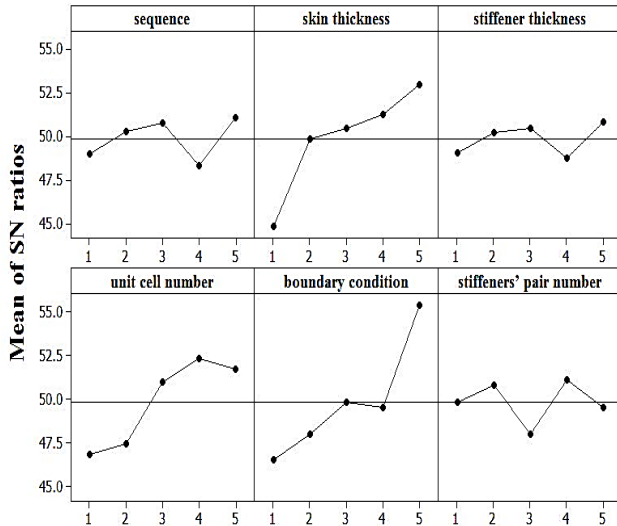 sequence skin thickness stiffener thickness
55.0
52.5
50.0
47.5
45.0
1 2 3 4 5 1 2 3 4 5 1 2 3 4 5
unit cell number boundary condition stiffeners' pair number
55.0
52.5
50.0
47.5
45.0
1 2 3 4 5 1 2 3 4 5 1 2 3 4 5
Mean of SN ratios